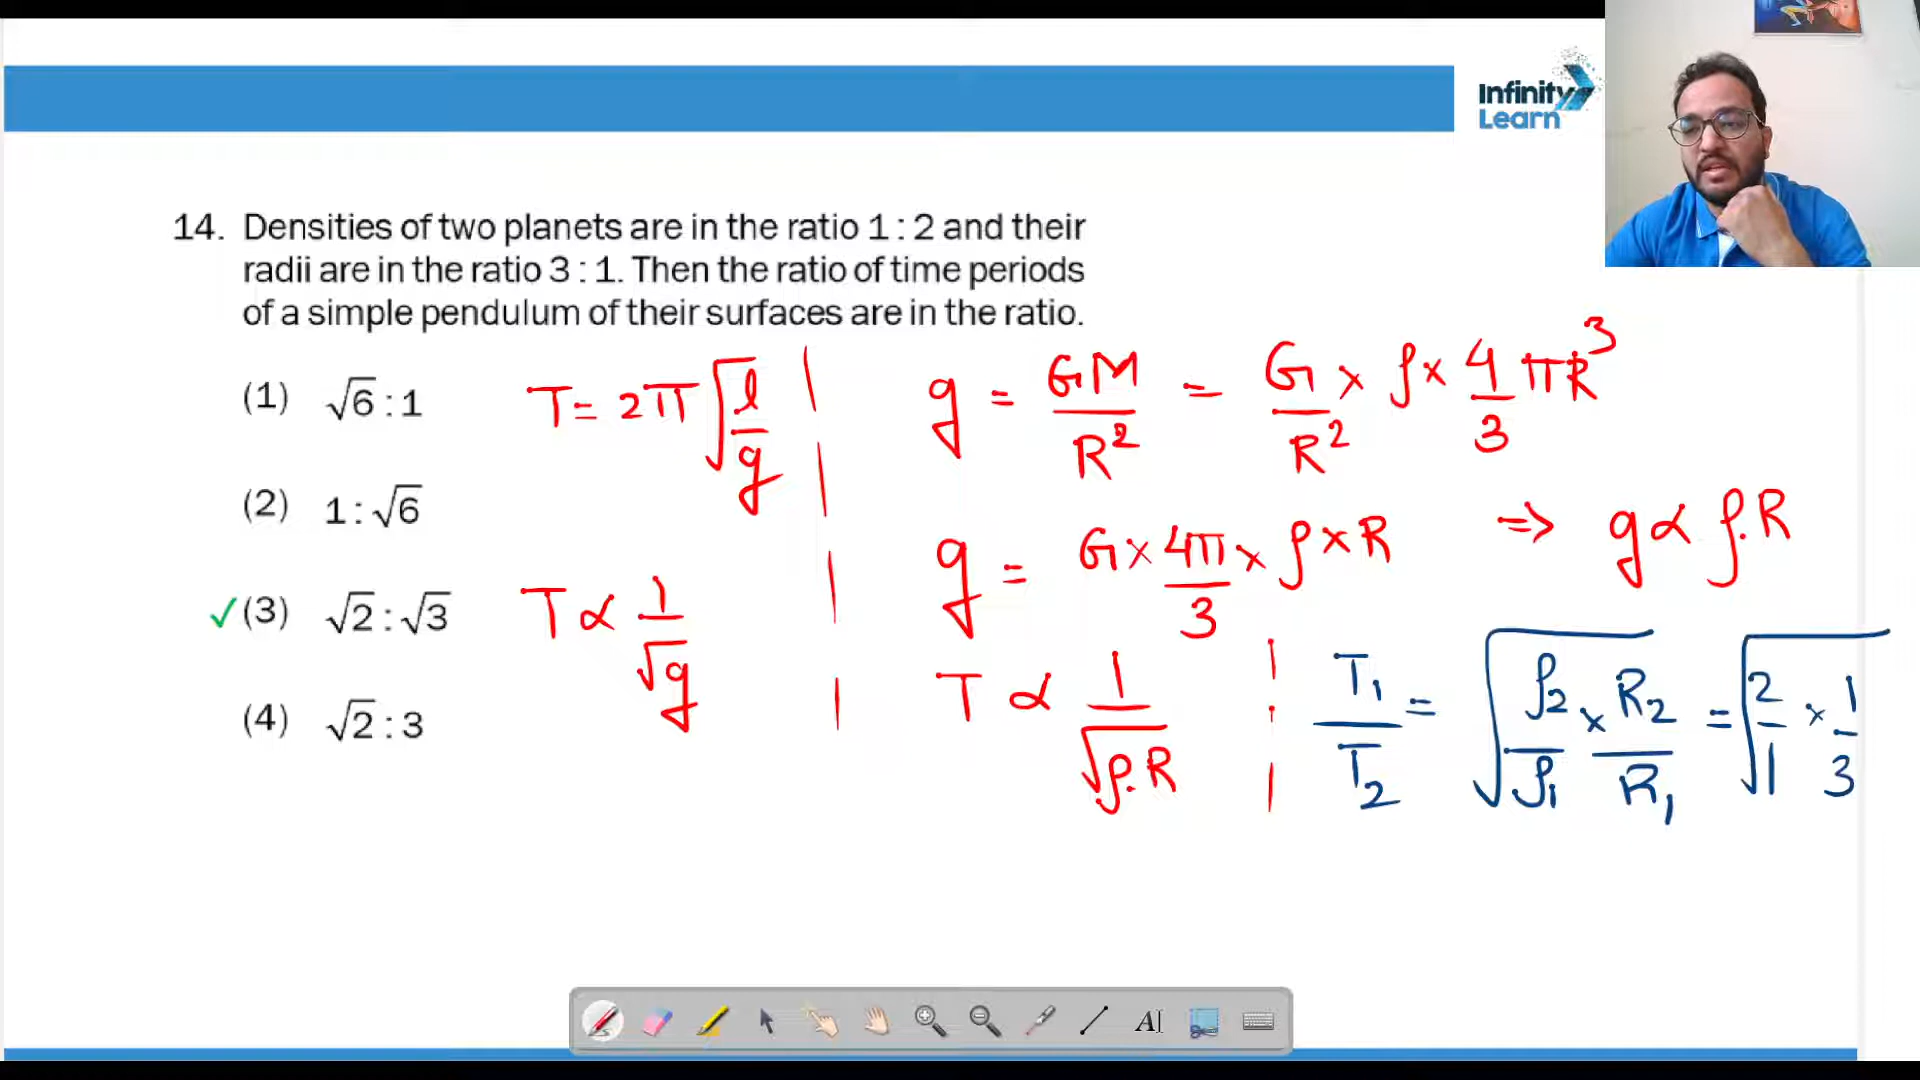 Infinity
Learn
14. Densities of two planets are in the ratio 1 : 2 and their
radii are in the ratio 3 : 1. Then the ratio of time periods
of a simple pendulum of their surfaces are in the ratio.
(1) √6 : 1
(2) 1 : √6
✓(3) √2 : √3
(4) √2 : 3
T = 2π √(l/g)
T ∝ 1/√g
g = GM/R² = G/R² × ρ × 4/3 πR³
g = G × 4π/3 × ρ × R ⇒ g ∝ ρ.R
T ∝ 1/√(ρ.R)
T₁/T₂ = √(ρ₂/ρ₁ × R₂/R₁) = √(2/1 × 1/3)
A